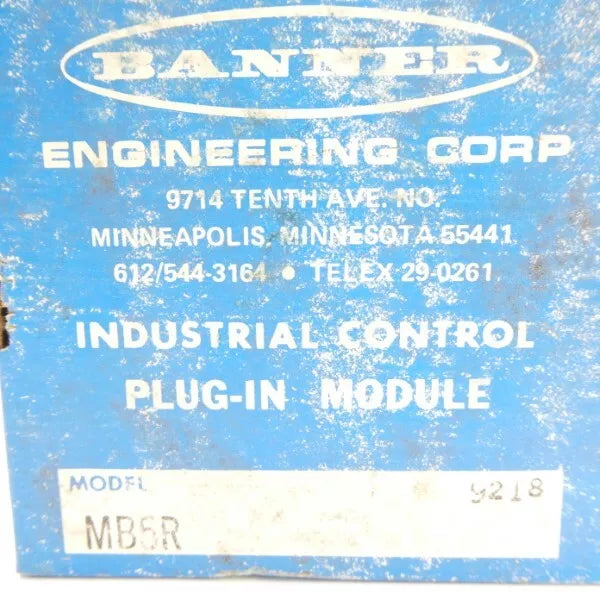 BANNER
ENGINEERING CORP
9714 TENTH AVE. NO.
MINNEAPOLIS, MINNESOTA 55441
612/544-3164 • TELEX 29-0261
INDUSTRIAL CONTROL
PLUG-IN MODULE
MODEL 9218
MB5R